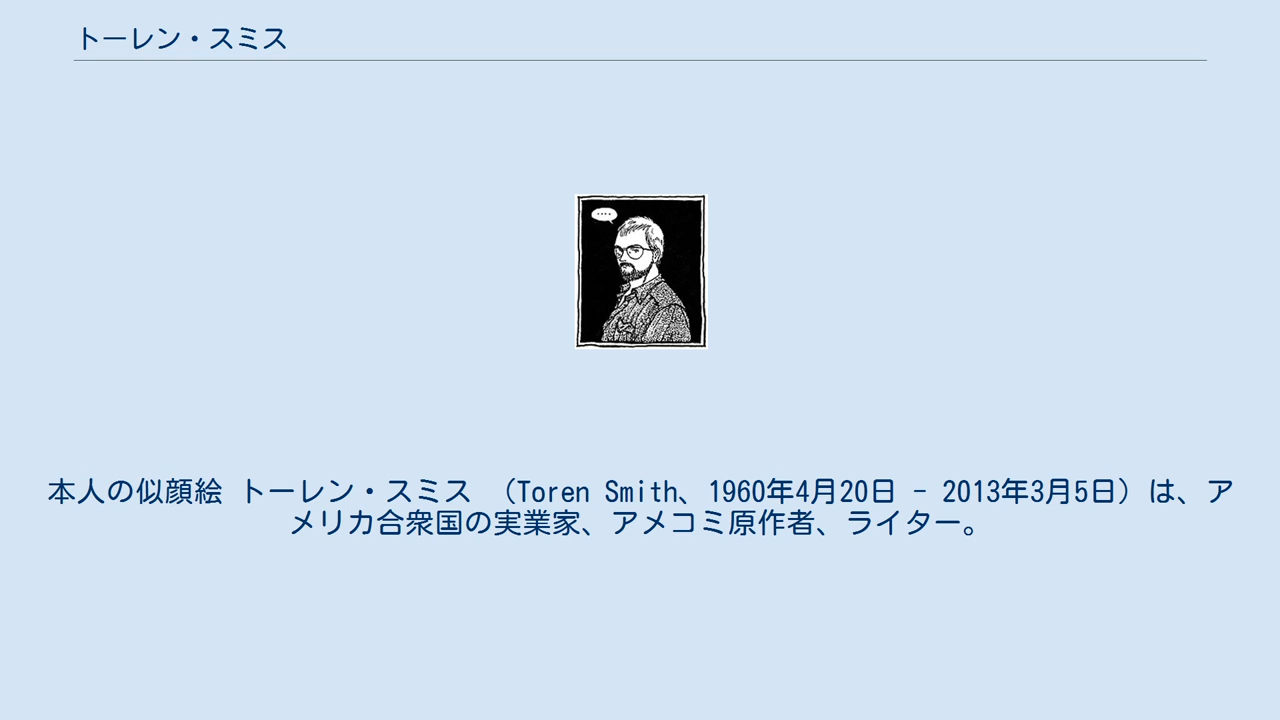 トーレン・スミス
本人の似顔絵 トーレン・スミス （Toren Smith、1960年4月20日 - 2013年3月5日）は、ア
メリカ合衆国の実業家、アメコミ原作者、ライター。